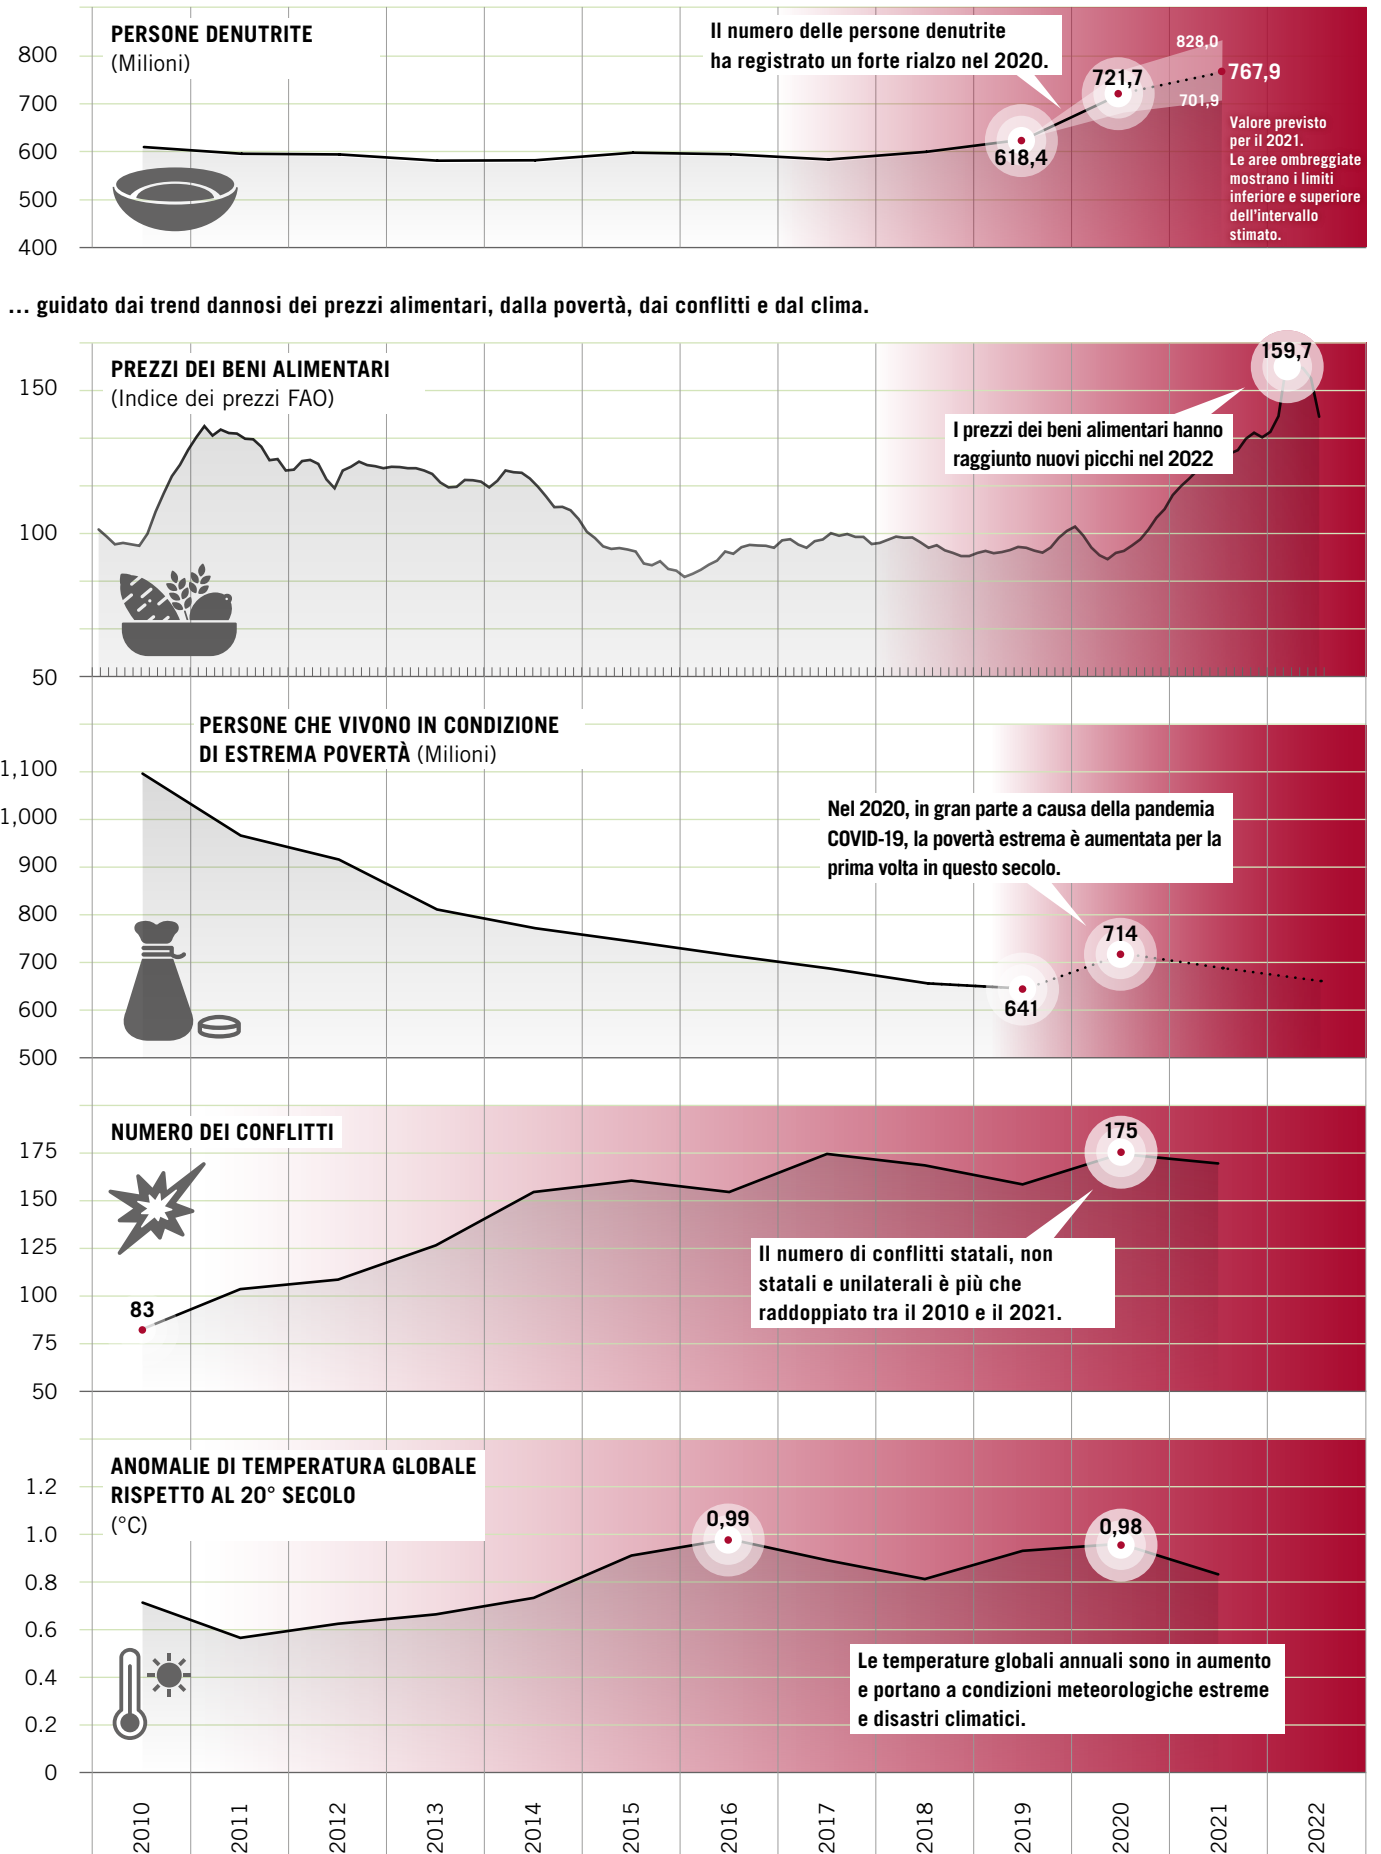 PERSONE DENUTRITE
(Milioni)
Il numero delle persone denutrite
ha registrato un forte rialzo nel 2020.
800
700
600
500
400
618,4
721,7
828,0
767,9
701,9
Valore previsto
per il 2021.
Le aree ombreggiate
mostrano i limiti
inferiore e superiore
dell'intervallo
stimato.
... guidato dai trend dannosi dei prezzi alimentari, dalla povertà, dai conflitti e dal clima.
PREZZI DEI BENI ALIMENTARI
(Indice dei prezzi FAO)
150
100
50
159,7
I prezzi dei beni alimentari hanno
raggiunto nuovi picchi nel 2022
PERSONE CHE VIVONO IN CONDIZIONE
DI ESTREMA POVERTÀ (Milioni)
1,100
1,000
900
800
700
600
500
Nel 2020, in gran parte a causa della pandemia
COVID-19, la povertà estrema è aumentata per la
prima volta in questo secolo.
714
641
NUMERO DEI CONFLITTI
175
150
125
100
75
50
83
175
Il numero di conflitti statali, non
statali e unilaterali è più che
raddoppiato tra il 2010 e il 2021.
ANOMALIE DI TEMPERATURA GLOBALE
RISPETTO AL 20° SECOLO
(°C)
1.2
1.0
0.8
0.6
0.4
0.2
0
0,99
0,98
Le temperature globali annuali sono in aumento
e portano a condizioni meteorologiche estreme
e disastri climatici.
2010
2011
2012
2013
2014
2015
2016
2017
2018
2019
2020
2021
2022